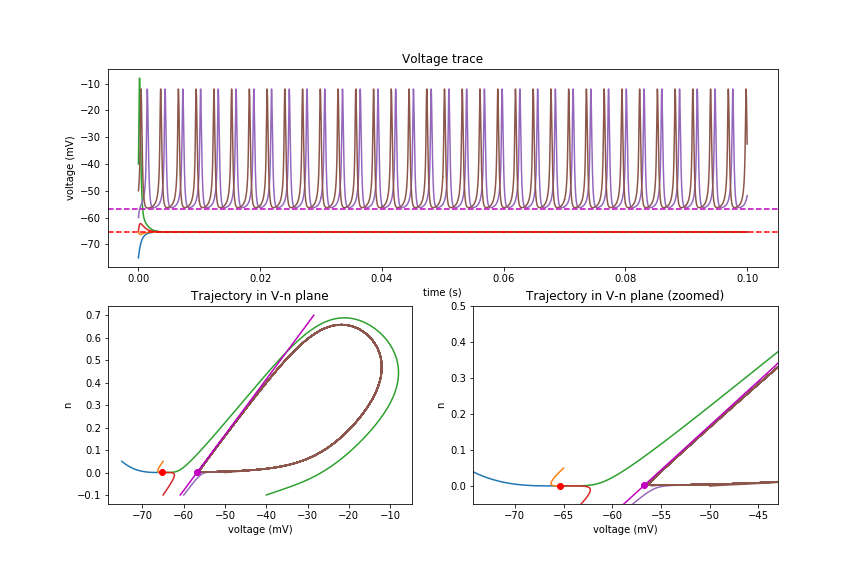 Voltage trace
voltage (mV)
−10
−20
−30
−40
−50
−60
−70
0.00 0.02 0.04 0.06 0.08 0.10
time (s)
Trajectory in V-n plane
n
0.7
0.6
0.5
0.4
0.3
0.2
0.1
0.0
−0.1
−70 −60 −50 −40 −30 −20 −10
voltage (mV)
Trajectory in V-n plane (zoomed)
n
0.5
0.4
0.3
0.2
0.1
0.0
−70 −65 −60 −55 −50 −45
voltage (mV)